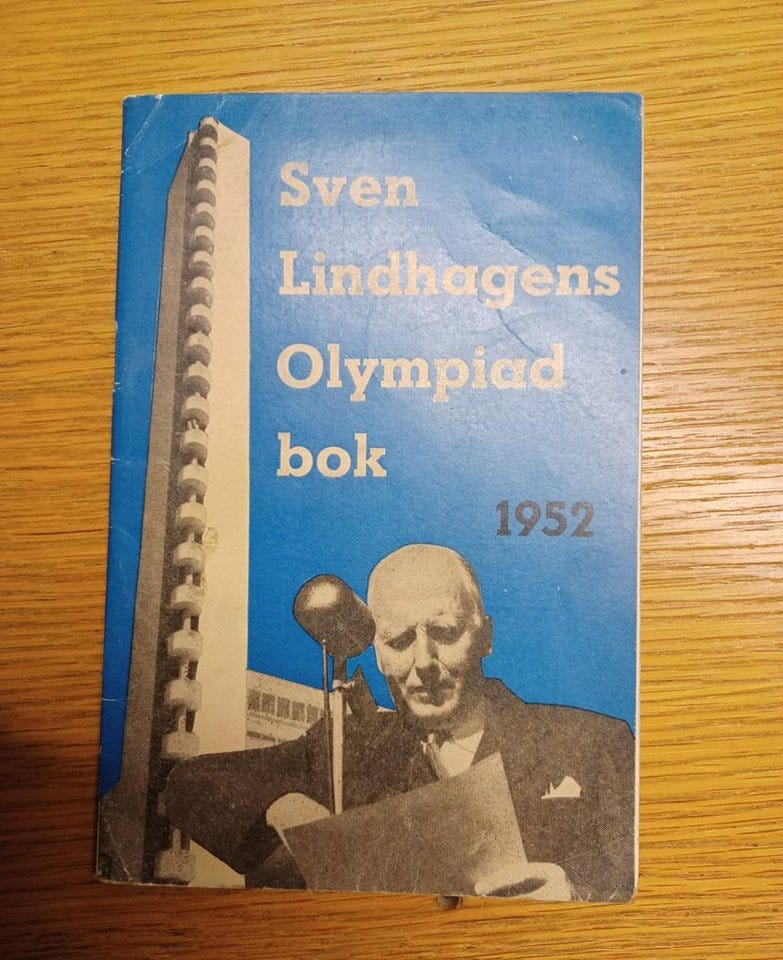 Sven
Lindhagens
Olympiad
bok
1952